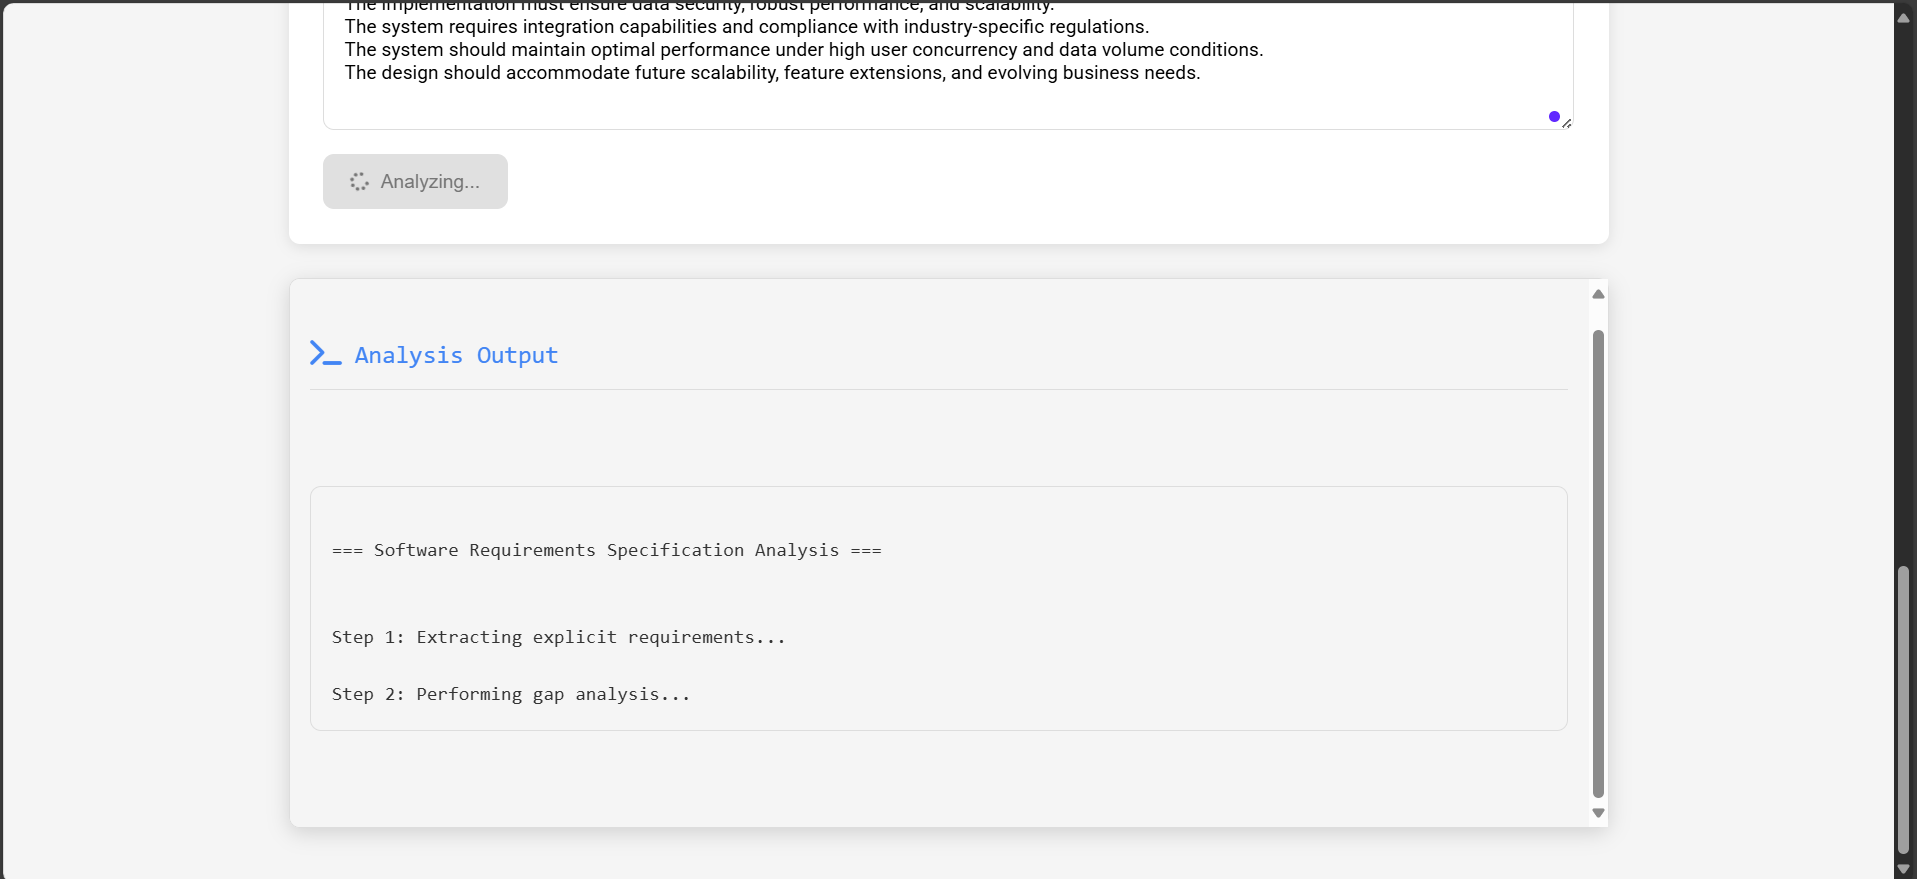 The implementation must ensure data security, robust performance, and scalability.
The system requires integration capabilities and compliance with industry-specific regulations.
The system should maintain optimal performance under high user concurrency and data volume conditions.
The design should accommodate future scalability, feature extensions, and evolving business needs.
Analyzing...
Analysis Output
=== Software Requirements Specification Analysis ===
Step 1: Extracting explicit requirements...
Step 2: Performing gap analysis...